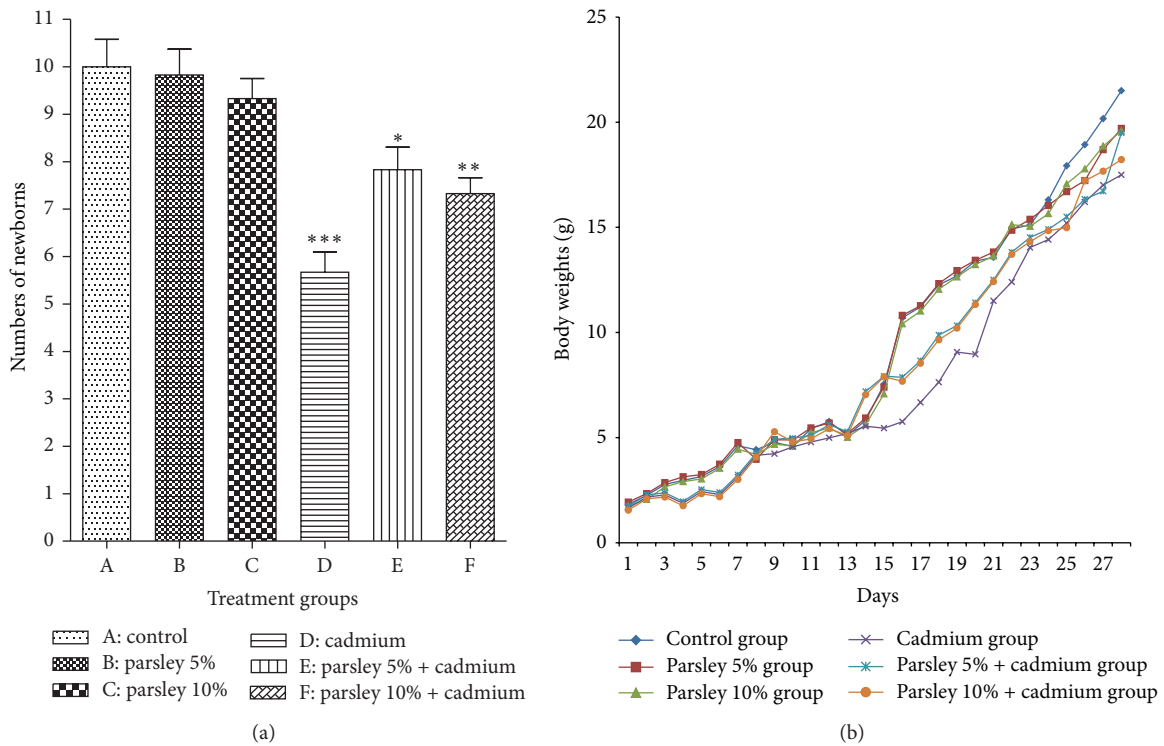 11
10
9
8
7
6
5
4
3
2
1
0
Numbers of newborns
***
*
**
A B C D E F
Treatment groups
A: control
B: parsley 5%
C: parsley 10%
D: cadmium
E: parsley 5% + cadmium
F: parsley 10% + cadmium
(a)
25
20
15
10
5
0
Body weights (g)
1 3 5 7 9 11 13 15 17 19 21 23 25 27
Days
Control group
Parsley 5% group
Parsley 10% group
Cadmium group
Parsley 5% + cadmium group
Parsley 10% + cadmium group
(b)